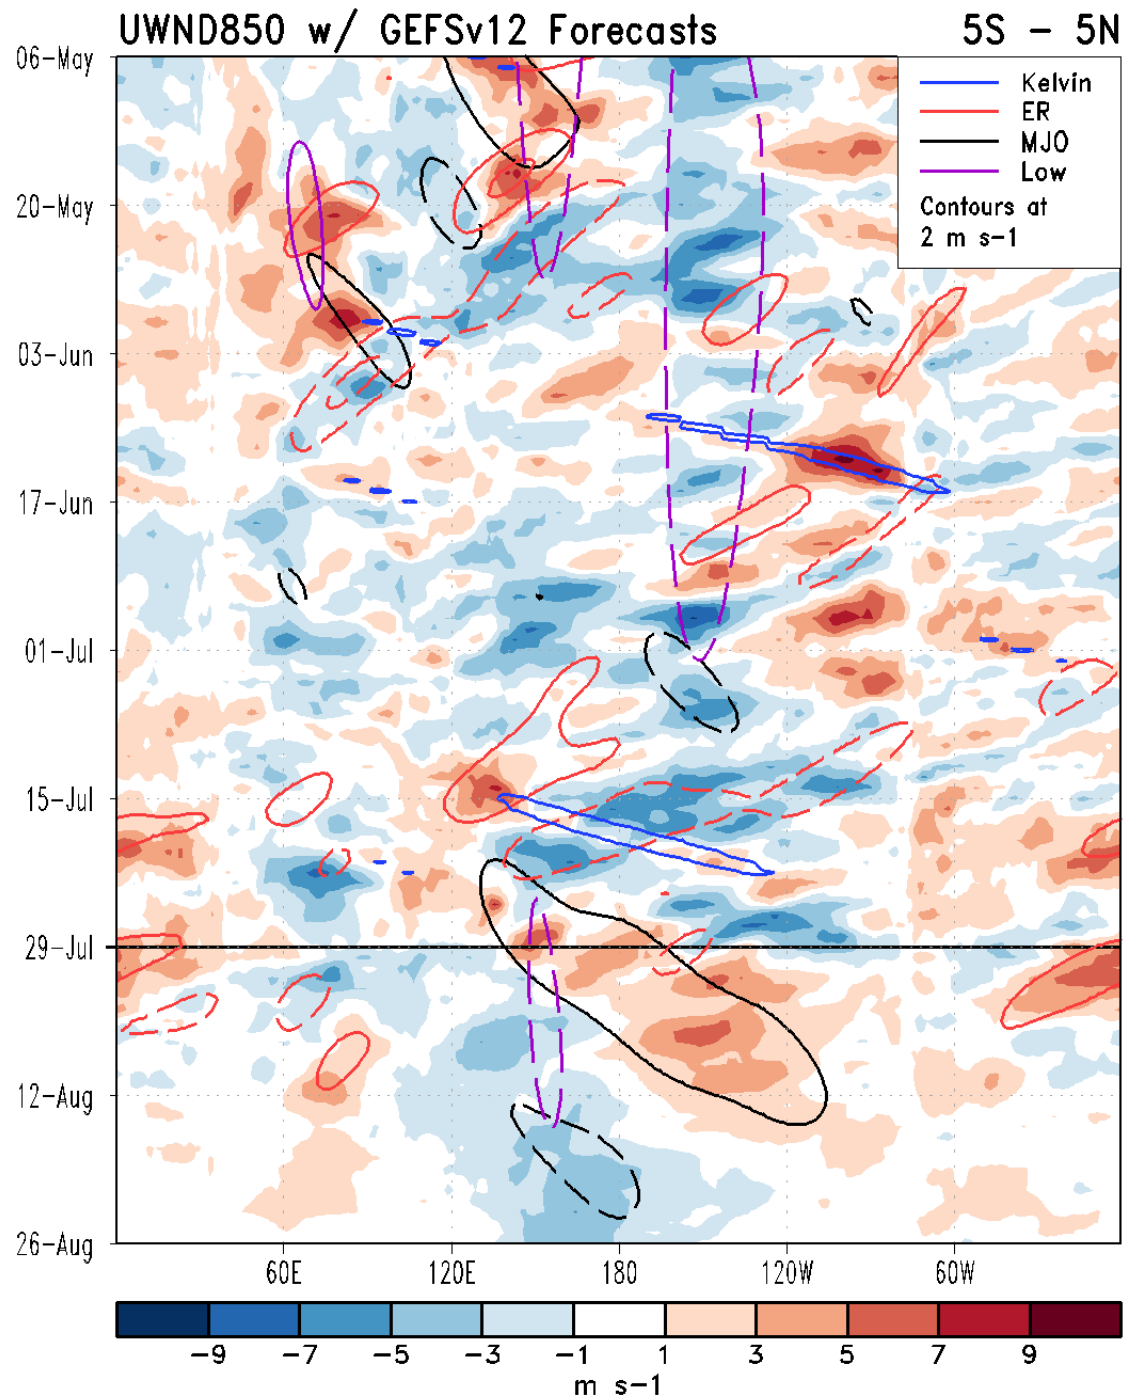 UWND850 w/ GEFSv12 Forecasts 5S - 5N
Kelvin
ER
MJO
Low
Contours at
2 m s-1
06-May
20-May
03-Jun
17-Jun
01-Jul
15-Jul
29-Jul
12-Aug
26-Aug
60E 120E 180 120W 60W
-9 -7 -5 -3 -1 1 3 5 7 9
m s-1